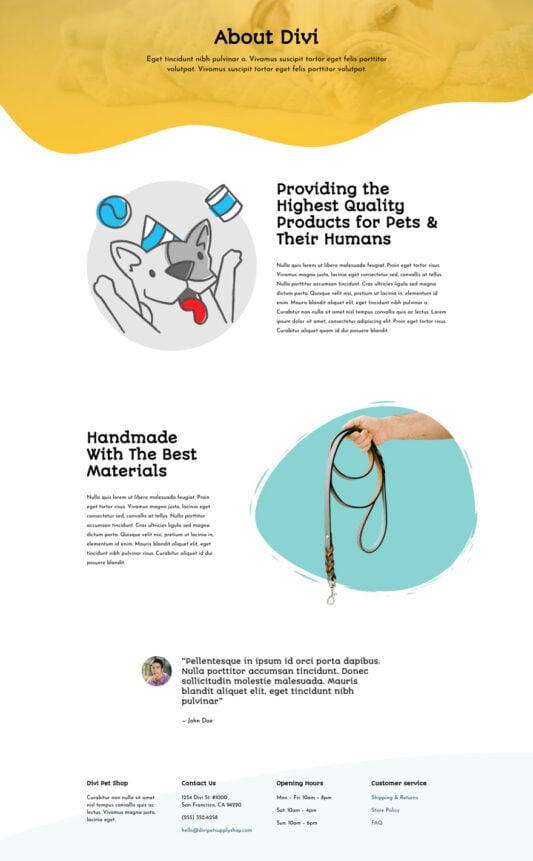 About Divi
Eget tincidunt nibh pulvinar a. Vivamus suscipit tortor eget felis porttitor
volutpat. Vivamus suscipit tortor eget felis porttitor volutpat.
Providing the
Highest Quality
Products for Pets &
Their Humans
Nulla quis lorem ut libero malesuada feugiat. Proin eget tortor risus.
Vivamus magna justo, lacinia eget consectetur sed, convallis at tellus.
Nulla porttitor accumsan tincidunt. Cras ultricies ligula sed magna
dictum porta. Quisque velit nisi, pretium ut lacinia in, elementum id
enim. Mauris blandit aliquet elit, eget tincidunt nibh pulvinar a.
Curabitur non nulla sit amet nisl tempus convallis quis ac lectus. Lorem
ipsum dolor sit amet, consectetur adipiscing elit. Proin eget tortor risus.
Curabitur aliquet quam id dui posuere blandit.
Handmade
With The Best
Materials
Nulla quis lorem ut libero malesuada feugiat. Proin
eget tortor risus. Vivamus magna justo, lacinia eget
consectetur sed, convallis at tellus. Nulla porttitor
accumsan tincidunt. Cras ultricies ligula sed magna
dictum porta. Quisque velit nisi, pretium ut lacinia in,
elementum id enim. Mauris blandit aliquet elit, eget
tincidunt nibh pulvinar risus. Curabitur aliquet id dui
posuere blandit.
"Pellentesque in ipsum id orci porta dapibus.
Nulla porttitor accumsan tincidunt. Donec
sollicitudin molestie malesuada. Mauris
blandit aliquet elit, eget tincidunt nibh
pulvinar"
– John Doe
Divi Pet Shop
Curabitur non nulla sit amet
nisl tempus convallis quis ac
lectus. Vivamus magna justo,
lacinia eget.
Contact Us
1234 Divi St. #1000
San Francisco, CA 94220
(255) 352-6258
hello@divipetsupplyshop.com
Opening Hours
Mon - Fri: 10am - 8pm
Sat: 10am - 4pm
Sun: 10am - 6pm
Customer service
Shipping & Returns
Store Policy
FAQ